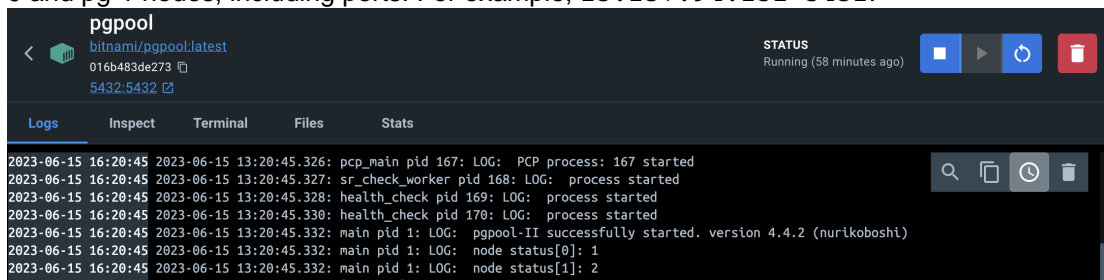 pgpool
bitnami/pgpool:latest
016b483de273
5432:5432
STATUS
Running (58 minutes ago)
Logs Inspect Terminal Files Stats
2023-06-15 16:20:45 2023-06-15 13:20:45.326: pcp_main pid 167: LOG: PCP process: 167 started
2023-06-15 16:20:45 2023-06-15 13:20:45.327: sr_check_worker pid 168: LOG: process started
2023-06-15 16:20:45 2023-06-15 13:20:45.328: health_check pid 169: LOG: process started
2023-06-15 16:20:45 2023-06-15 13:20:45.330: health_check pid 170: LOG: process started
2023-06-15 16:20:45 2023-06-15 13:20:45.332: main pid 1: LOG: pgpool-II successfully started. version 4.4.2 (nurikoboshi)
2023-06-15 16:20:45 2023-06-15 13:20:45.332: main pid 1: LOG: node status[0]: 1
2023-06-15 16:20:45 2023-06-15 13:20:45.332: main pid 1: LOG: node status[1]: 2